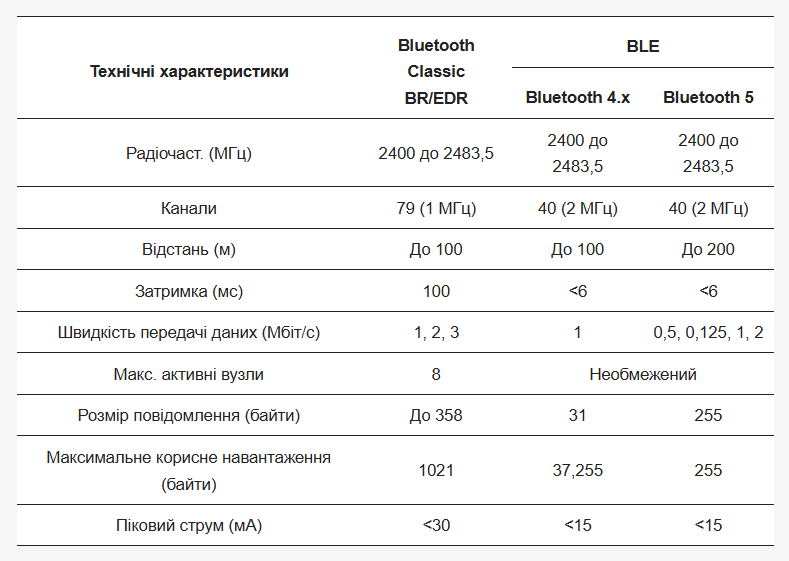 Технічні характеристики
Bluetooth
Classic
BR/EDR
BLE
Bluetooth 4.x
Bluetooth 5
Радіочаст. (МГц)
2400 до 2483,5
2400 до
2483,5
2400 до
2483,5
Канали
79 (1 МГц)
40 (2 МГц)
40 (2 МГц)
Відстань (м)
До 100
До 100
До 200
Затримка (мс)
100
<6
<6
Швидкість передачі даних (Мбіт/с)
1, 2, 3
1
0,5, 0,125, 1, 2
Макс. активні вузли
8
Необмежений
Розмір повідомлення (байти)
До 358
31
255
Максимальне корисне навантаження
(байти)
1021
37,255
255
Піковий струм (мА)
<30
<15
<15